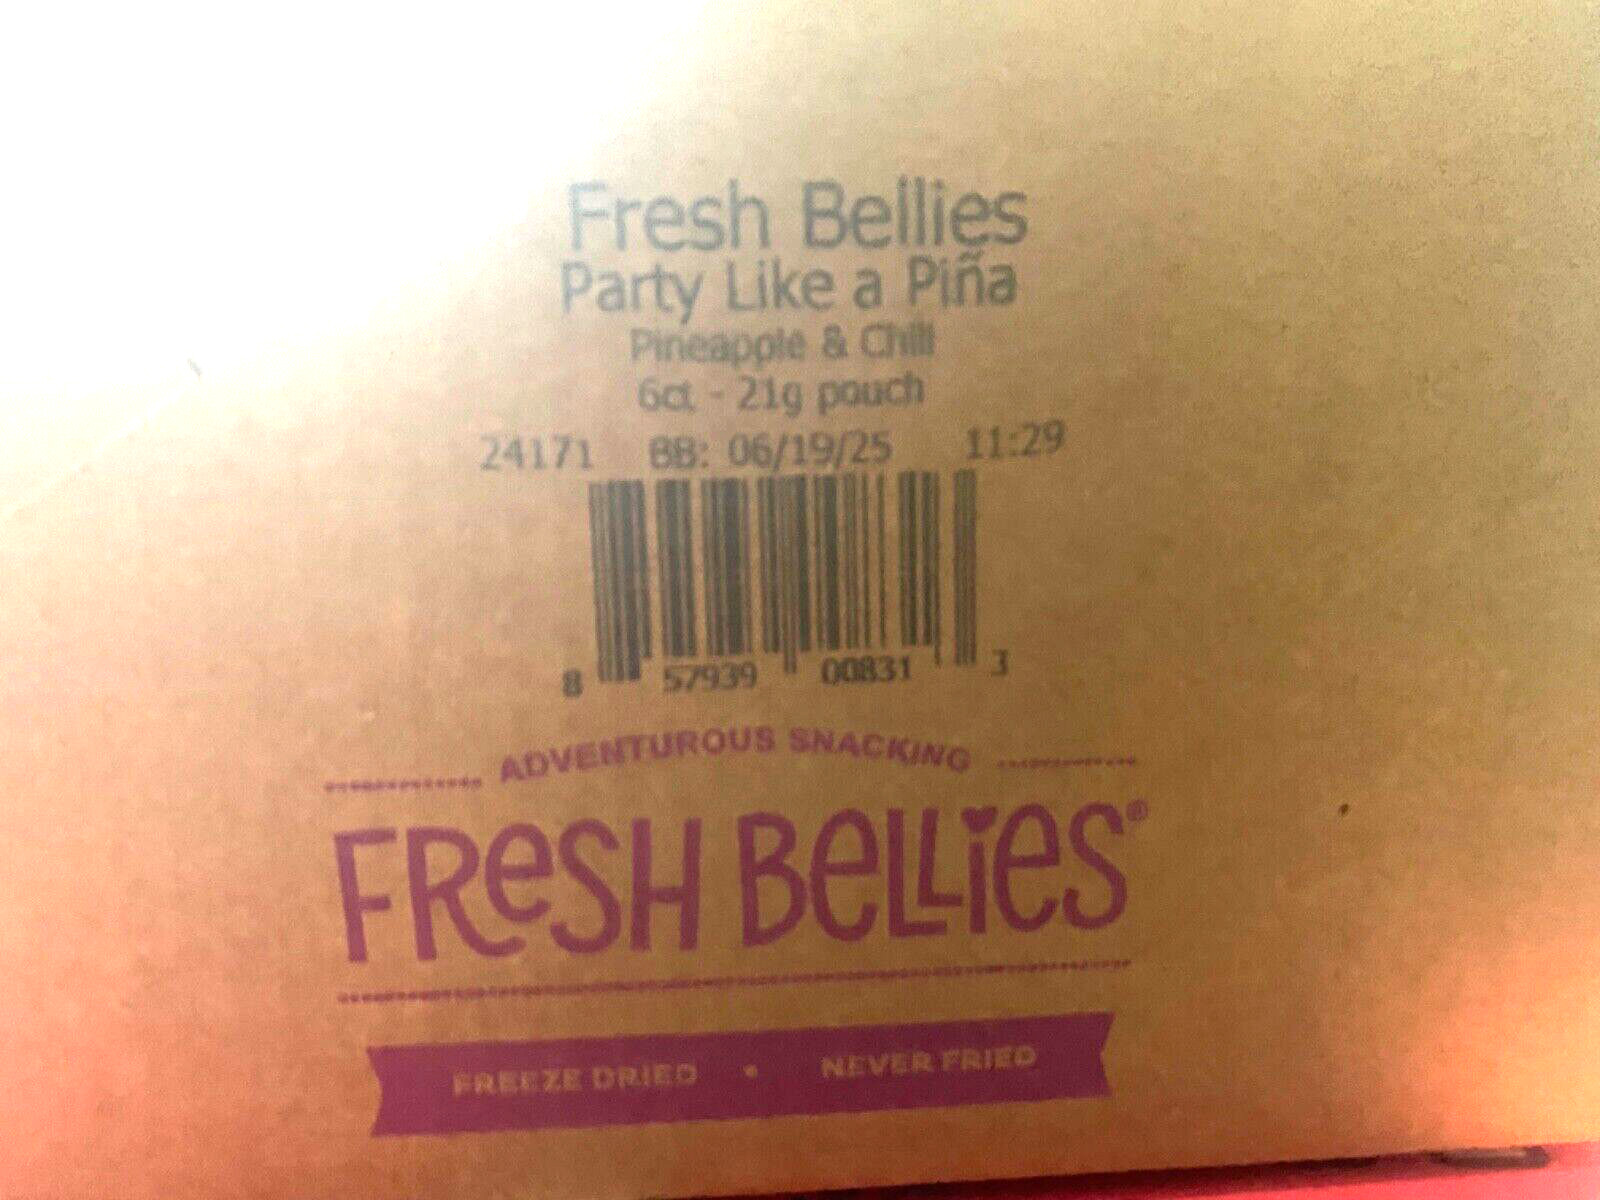 Fresh Bellies
Party Like a Piña
Pineapple & Chili
6ct - 21g pouch
24171 BB: 06/19/25 11:29
8 57939 00831 3
ADVENTUROUS SNACKING
FRESH BELLIES®
FREEZE DRIED • NEVER FRIED